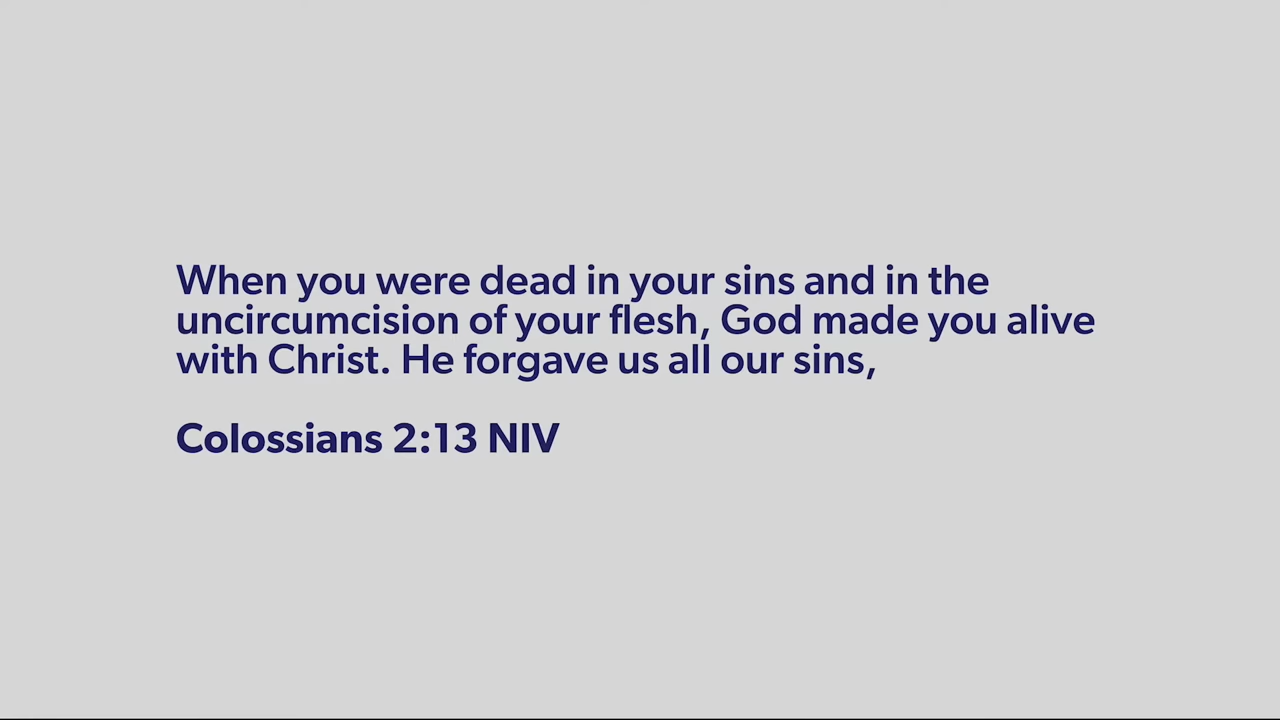 When you were dead in your sins and in the
uncircumcision of your flesh, God made you alive
with Christ. He forgave us all our sins,
Colossians 2:13 NIV